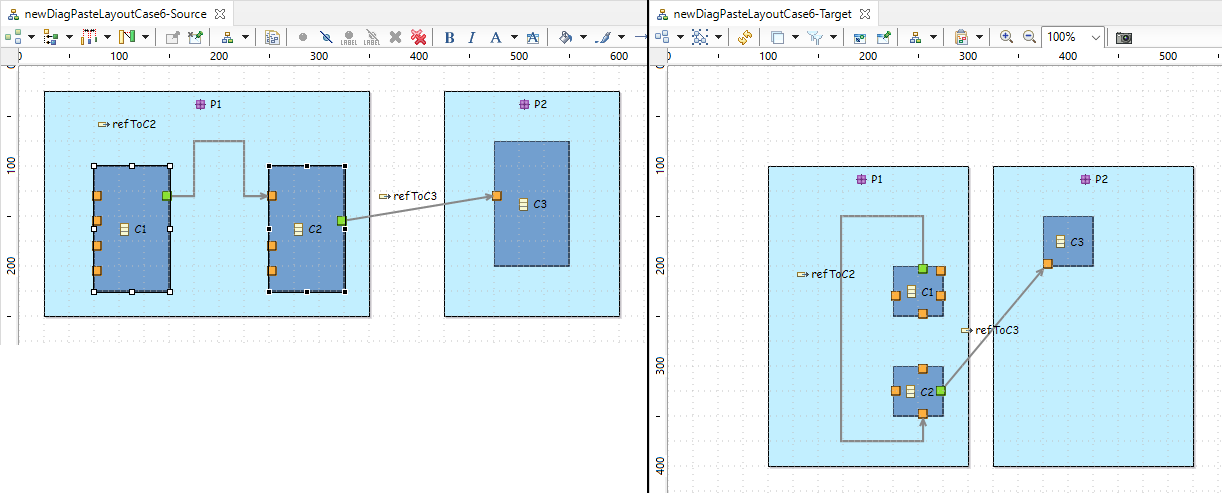 newDiagPasteLayoutCase6-Source
LABEL LABEL B I A A
0 100 200 300 400 500 600
0
100
200
P1
refToC2
C1
C2
refToC3
P2
C3
newDiagPasteLayoutCase6-Target
100%
0 100 200 300 400 500
0
100
200
300
400
P1
refToC2
C1
C2
refToC3
P2
C3